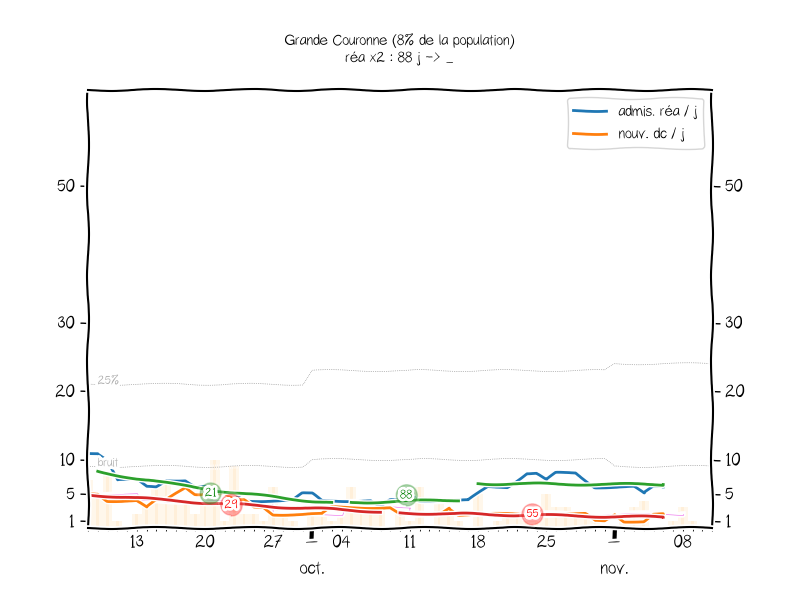 Grande Couronne (8% de la population)
réa x2 : 88 j -> _
admis. réa / j
nouv. dc / j
50 50
30 30
25%
20 20
bruit
10 10
21 88
5 5
29
55
1 1
13 20 27 04 11 18 25 08
oct. nov.